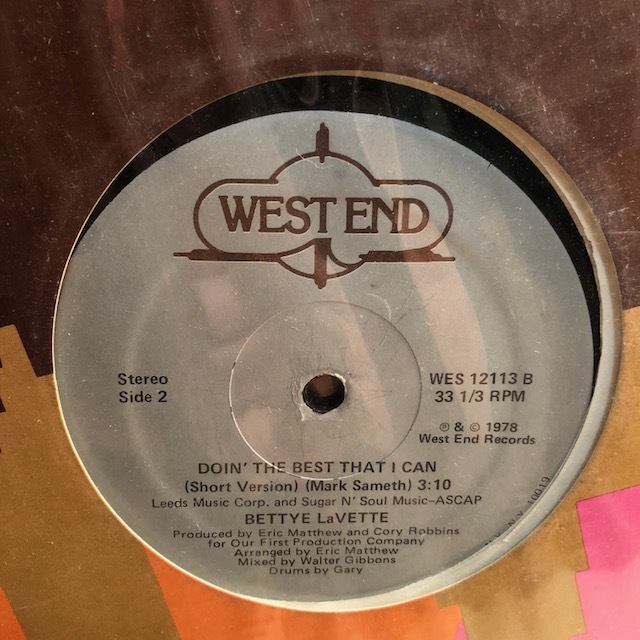 WEST END
Stereo
Side 2
WES 12113 B
33 1/3 RPM
℗ & © 1978
West End Records
DOIN' THE BEST THAT I CAN
(Short Version) (Mark Sameth) 3:10
Leeds Music Corp. and Sugar N' Soul Music-ASCAP
BETTYE LaVETTE
Produced by Eric Matthew and Cory Robbins
for Our First Production Company
Arranged by Eric Matthew
Mixed by Walter Gibbons
Drums by Gary
N.Y. 10019